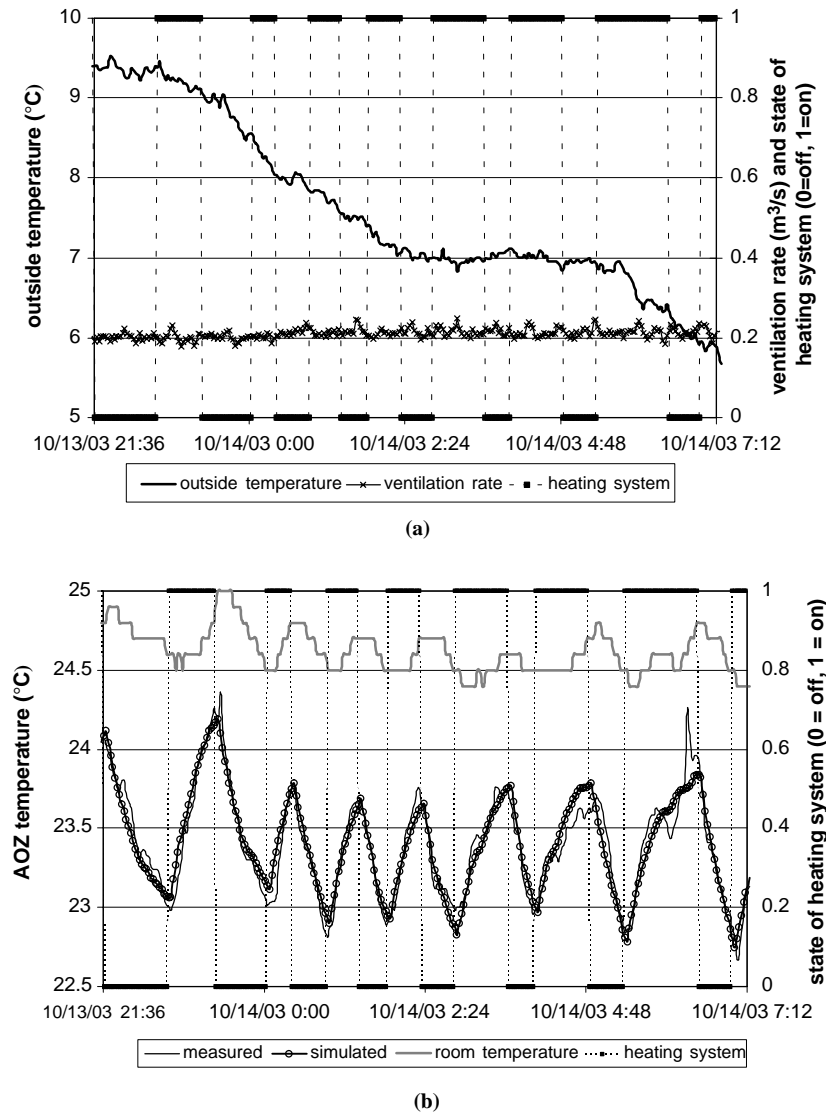 10
9
8
7
6
5
outside temperature (°C)
1
0.8
0.6
0.4
0.2
0
ventilation rate (m³/s) and state of
heating system (0=off, 1=on)
10/13/03 21:36 10/14/03 0:00 10/14/03 2:24 10/14/03 4:48 10/14/03 7:12
outside temperature ventilation rate heating system
(a)
25
24.5
24
23.5
23
22.5
AOZ temperature (°C)
1
0.8
0.6
0.4
0.2
0
state of heating system (0 = off, 1 = on)
10/13/03 21:36 10/14/03 0:00 10/14/03 2:24 10/14/03 4:48 10/14/03 7:12
measured simulated room temperature heating system
(b)